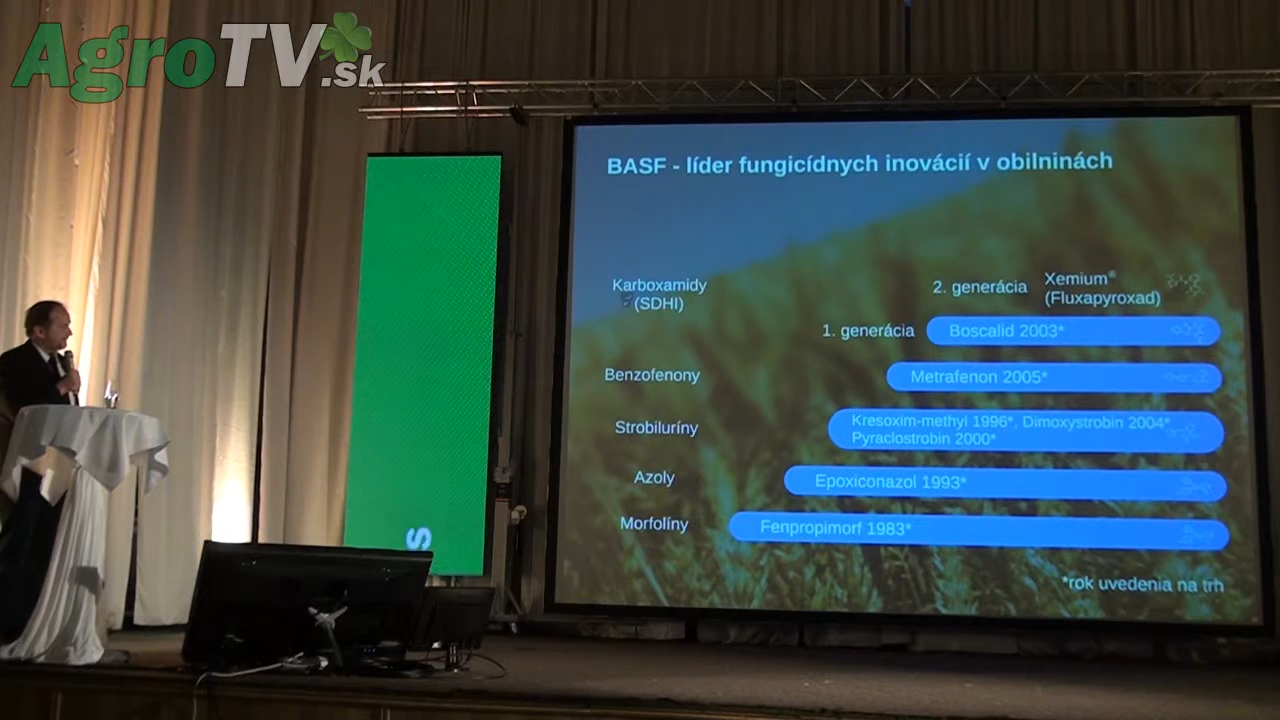 AgroTV.sk
BASF - líder fungicídnych inovácií v obilninách
Karboxamidy
(SDHI)
2. generácia
Xemium®
(Fluxapyroxad)
1. generácia
Boscalid 2003*
Benzofenony
Metrafenon 2005*
Strobiluríny
Kresoxim-methyl 1996*, Dimoxystrobin 2004*
Pyraclostrobin 2000*
Azoly
Epoxiconazol 1993*
Morfolíny
Fenpropimorf 1983*
*rok uvedenia na trh
S